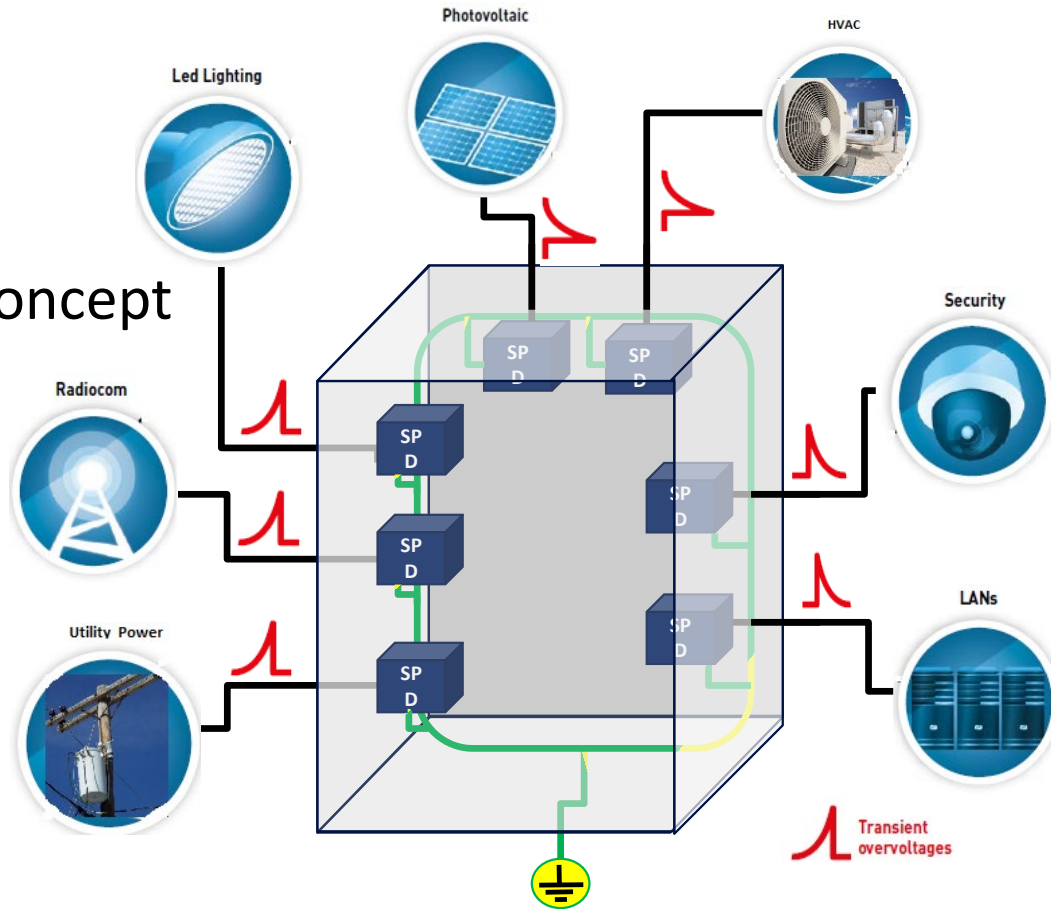 Photovoltaic
HVAC
Led Lighting
oncept
Security
SP
D
SP
D
Radiocom
SP
D
SP
D
SP
D
LANs
SP
D
Utility Power
SP
D
Transient
overvoltages